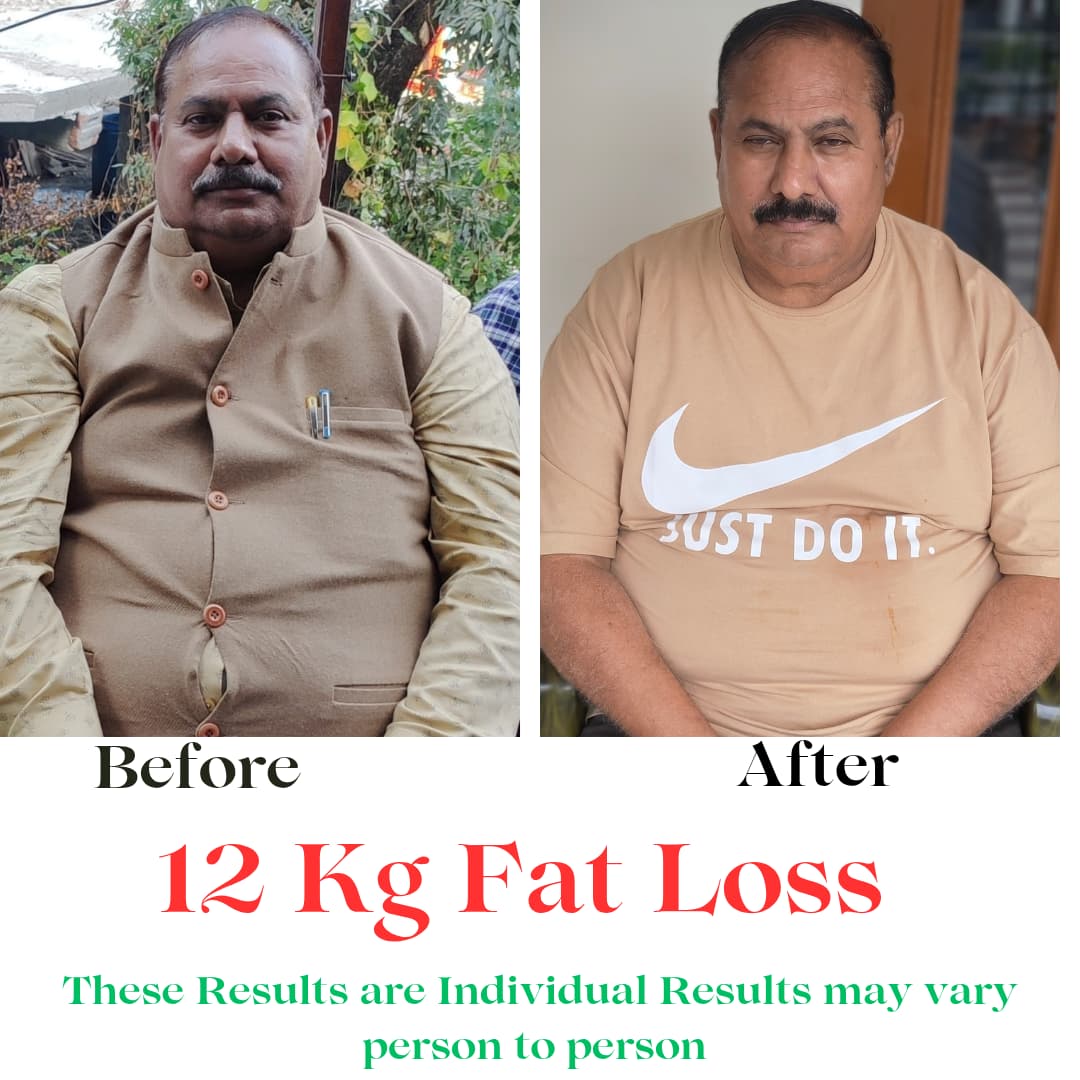 JUST DO IT.
Before
After
12 Kg Fat Loss
These Results are Individual Results may vary
person to person